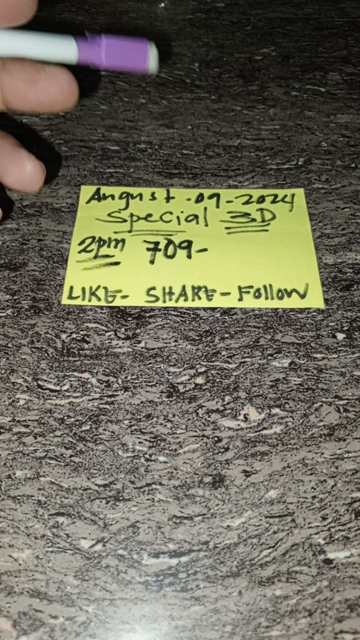 August-09-2024
Special 3D
2pm 709-
LIKE- SHARE- Follow